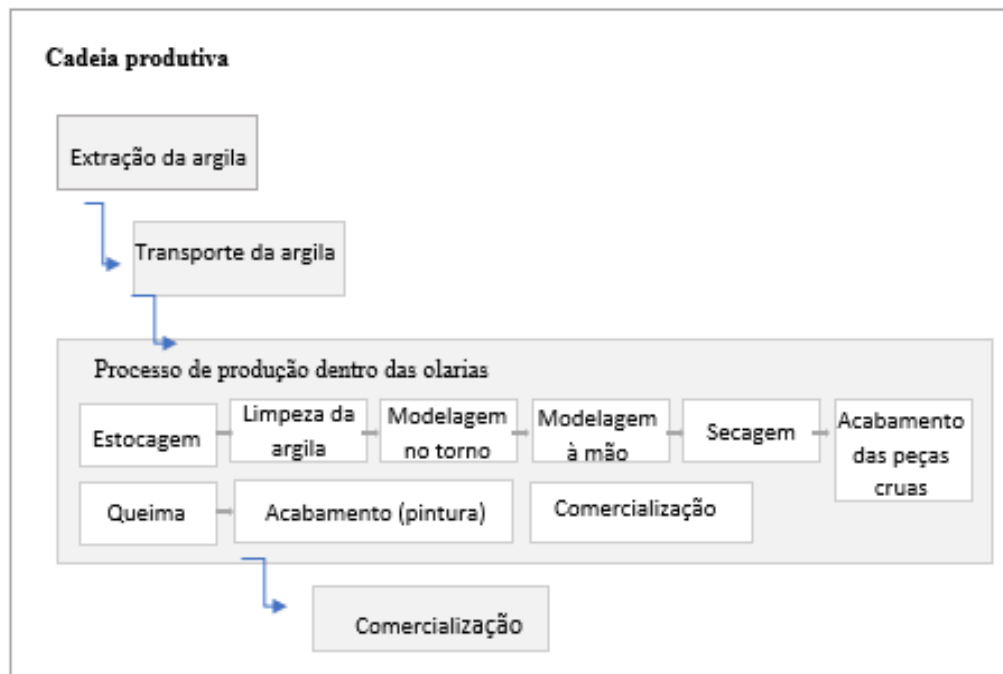 Cadeia produtiva
Extração da argila
Transporte da argila
Processo de produção dentro das olarias
Estocagem
Limpeza da
argila
Modelagem
no torno
Modelagem
à mão
Secagem
Acabamento
das peças
cruas
Queima
Acabamento (pintura)
Comercialização
Comercialização